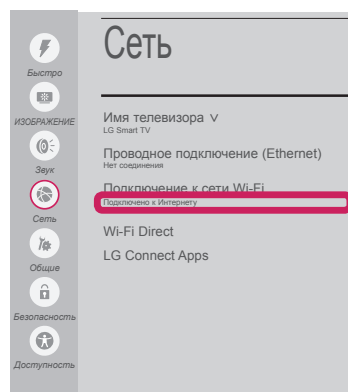 Сеть
Быстро
ИЗОБРАЖЕНИЕ
Звук
Сеть
Общие
Безопасность
Доступность
Имя телевизора ∨
LG Smart TV
Проводное подключение (Ethernet)
Нет соединения
Подключение к сети Wi-Fi
Подключено к Интернету
Wi-Fi Direct
LG Connect Apps